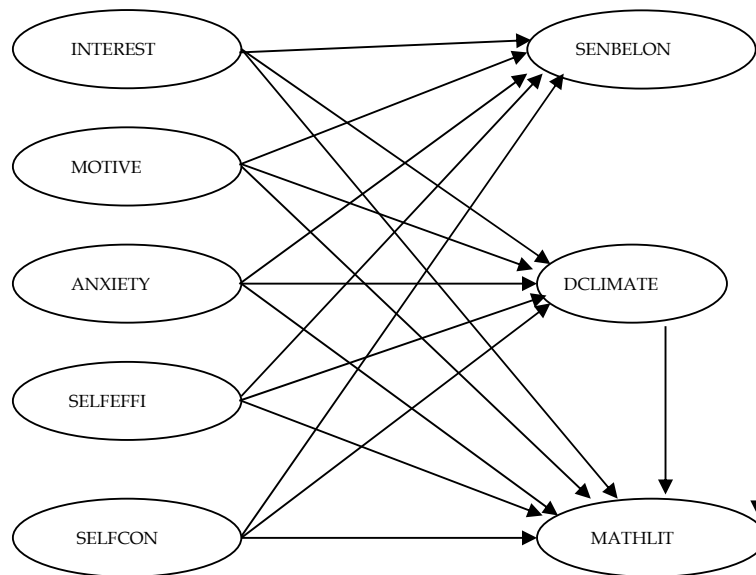 INTEREST
SENBELON
MOTIVE
ANXIETY
DCLIMATE
SELFEFFI
SELFCON
MATHLIT